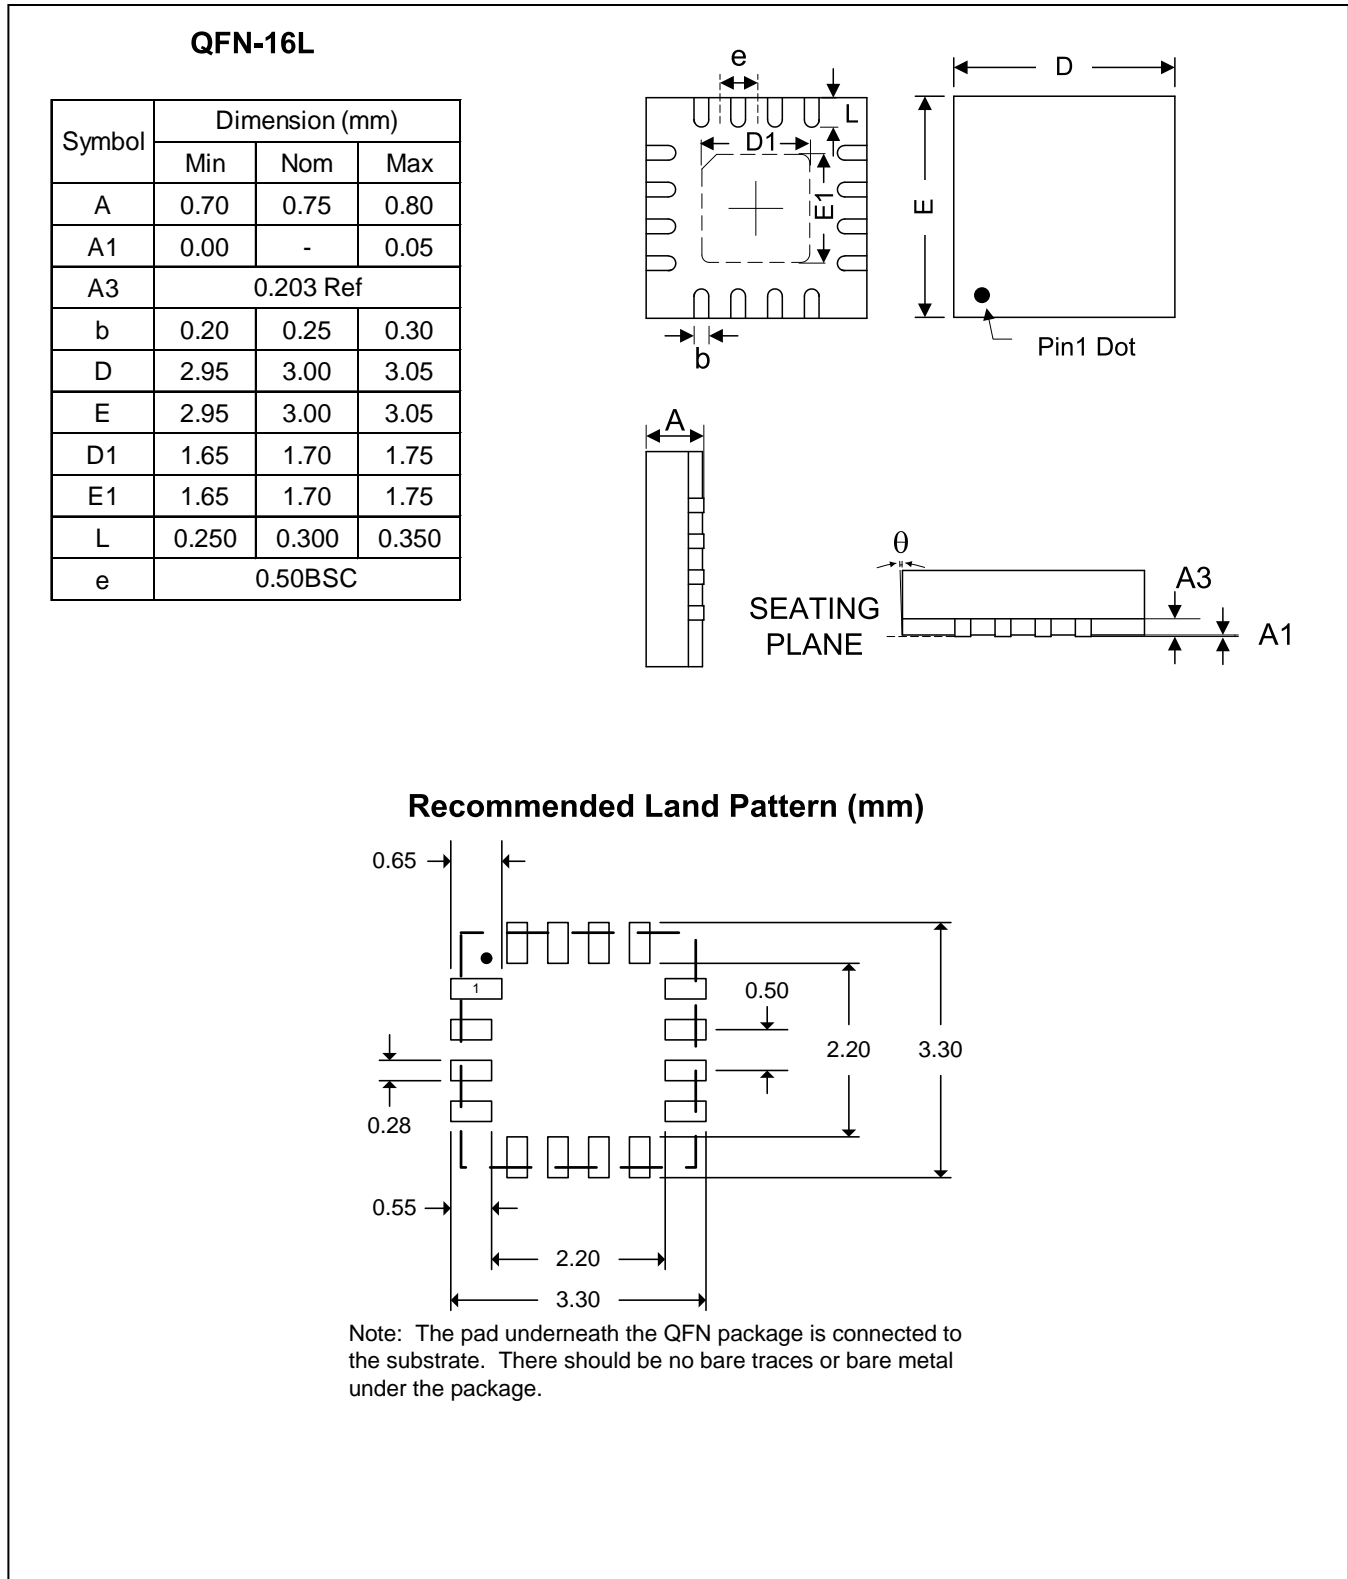 QFN-16L
Symbol Dimension (mm)
Min Nom Max
A 0.70 0.75 0.80
A1 0.00 - 0.05
A3 0.203 Ref
b 0.20 0.25 0.30
D 2.95 3.00 3.05
E 2.95 3.00 3.05
D1 1.65 1.70 1.75
E1 1.65 1.70 1.75
L 0.250 0.300 0.350
e 0.50BSC
e
L
D1
E1
b
D
E
Pin1 Dot
A
θ
SEATING
PLANE
A3
A1
Recommended Land Pattern (mm)
0.65
1
0.50
2.20
3.30
0.28
0.55
2.20
3.30
Note: The pad underneath the QFN package is connected to
the substrate. There should be no bare traces or bare metal
under the package.